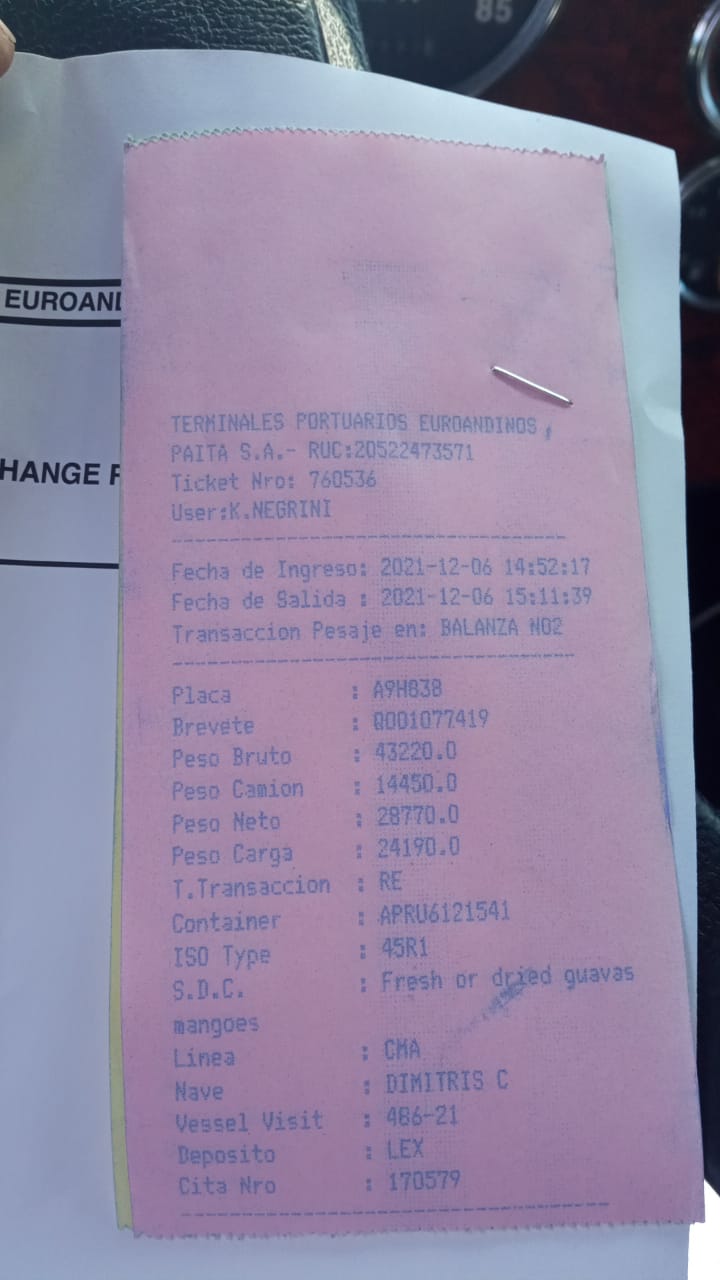 85
EUROAND
HANGE F
TERMINALES PORTUARIOS EUROANDINOS,
PAITA S.A.- RUC:20522473571
Ticket Nro: 760536
User:K.NEGRINI
Fecha de Ingreso: 2021-12-06 14:52:17
Fecha de Salida : 2021-12-06 15:11:39
Transaccion Pesaje en: BALANZA NO2
Placa : A9H838
Brevete : Q001077419
Peso Bruto : 43220.0
Peso Camion : 14450.0
Peso Neto : 28770.0
Peso Carga : 24190.0
T.Transaccion : RE
Container : APRU6121541
ISO Type : 45R1
S.D.C. : Fresh or dried guavas
mangoes
Linea : CMA
Nave : DIMITRIS C
Vessel Visit : 486-21
Deposito : LEX
Cita Nro : 170579